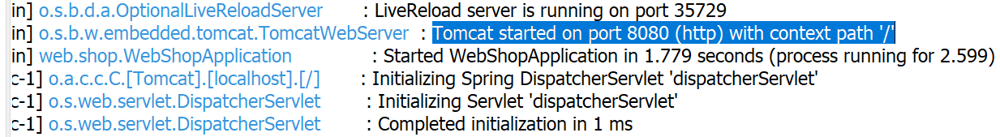 in] o.s.b.d.a.OptionalLiveReloadServer : LiveReload server is running on port 35729
in] o.s.b.w.embedded.tomcat.TomcatWebServer : Tomcat started on port 8080 (http) with context path '/'
in] web.shop.WebShopApplication : Started WebShopApplication in 1.779 seconds (process running for 2.599)
c-1] o.a.c.c.C.[Tomcat].[localhost].[/] : Initializing Spring DispatcherServlet 'dispatcherServlet'
c-1] o.s.web.servlet.DispatcherServlet : Initializing Servlet 'dispatcherServlet'
c-1] o.s.web.servlet.DispatcherServlet : Completed initialization in 1 ms